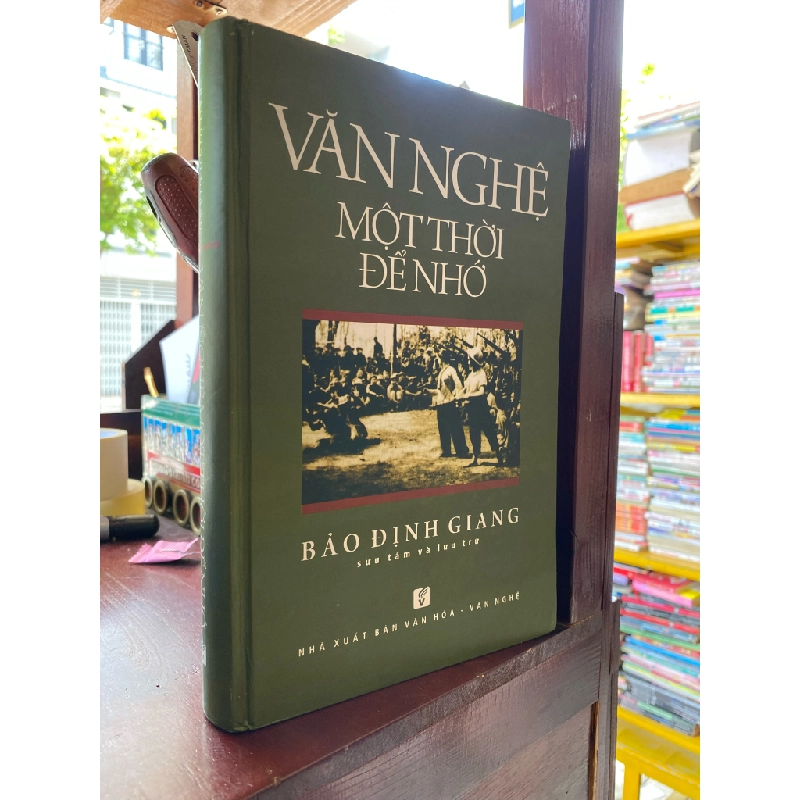 VĂN NGHỆ
MỘT THỜI
ĐỂ NHỚ
BẢO ĐỊNH GIANG
sưu tầm và lưu trữ
NHÀ XUẤT BẢN VĂN HÓA - VĂN NGHỆ